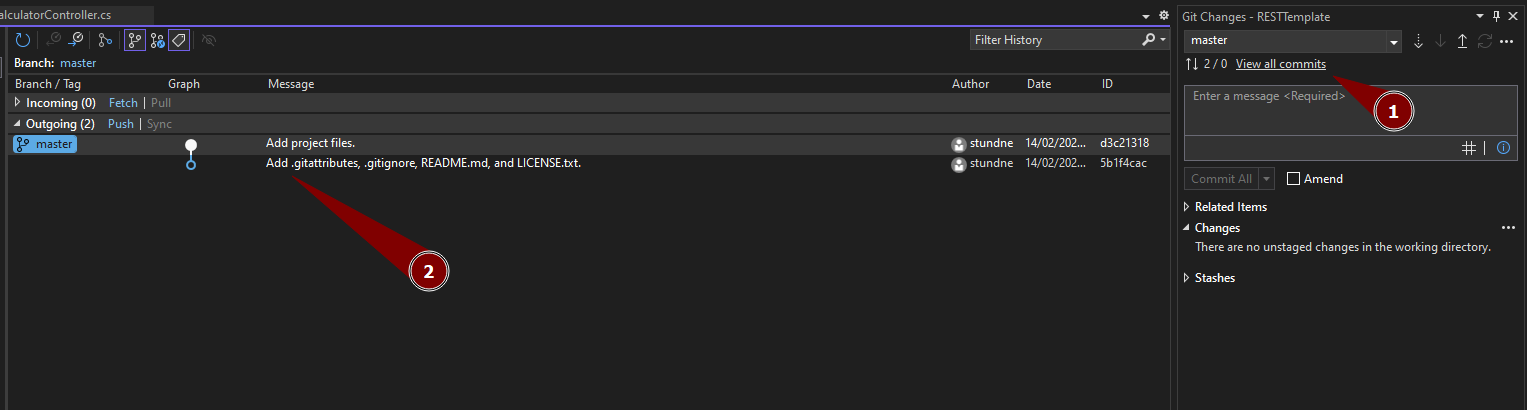 alculatorController.cs
Filter History
Branch: master
Branch / Tag Graph Message Author Date ID
Incoming (0) Fetch | Pull
Outgoing (2) Push | Sync
master Add project files. stundne 14/02/202... d3c21318
Add .gitattributes, .gitignore, README.md, and LICENSE.txt. stundne 14/02/202... 5b1f4cac
2
Git Changes - RESTTemplate
master
2 / 0 View all commits
Enter a message <Required>
1
Commit All Amend
Related Items
Changes
There are no unstaged changes in the working directory.
Stashes